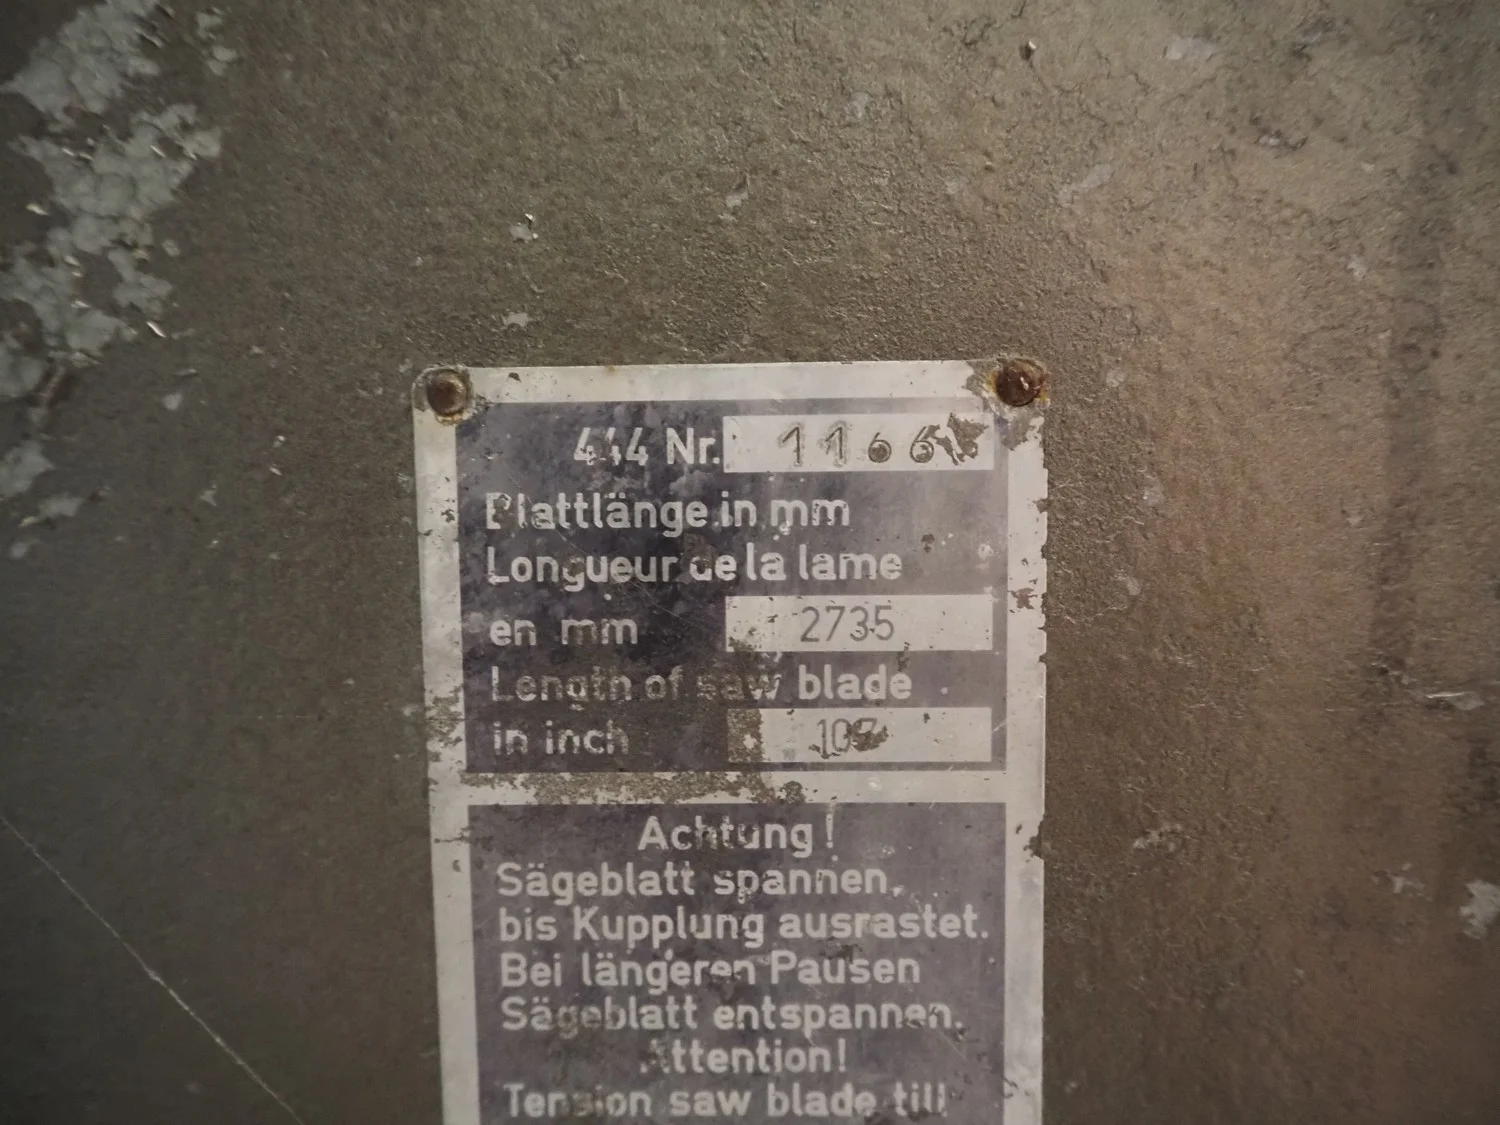 444 Nr. 1166
Blattlänge in mm
Longueur de la lame
en mm 2735
Length of saw blade
in inch 107
Achtung!
Sägeblatt spannen,
bis Kupplung ausrastet.
Bei längeren Pausen
Sägeblatt entspannen.
Attention!
Tension saw blade till